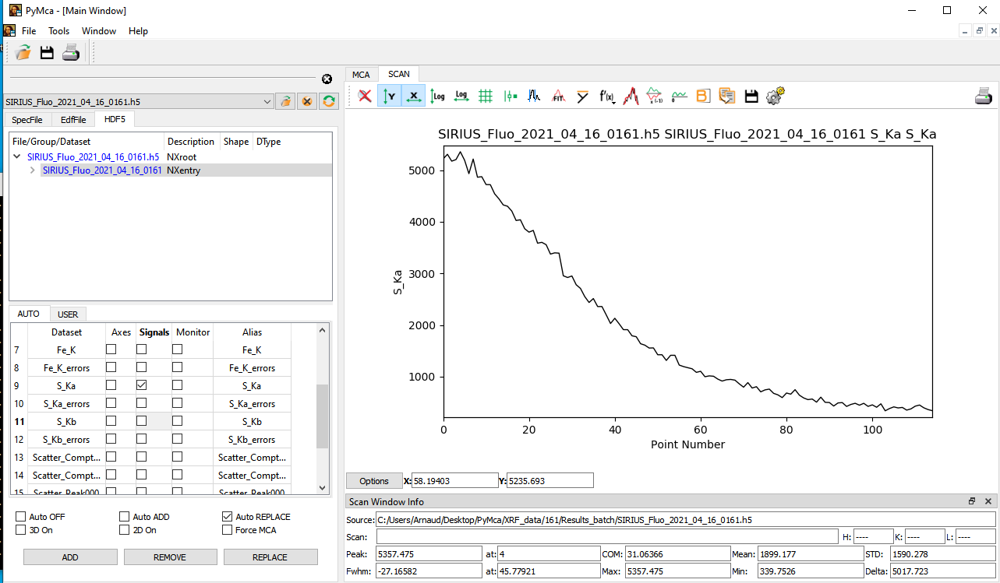 PyMca - [Main Window]
File Tools Window Help
SIRIUS_Fluo_2021_04_16_0161.h5
SpecFile EdfFile HDF5
File/Group/Dataset Description Shape DType
SIRIUS_Fluo_2021_04_16_0161.h5 NXroot
SIRIUS_Fluo_2021_04_16_0161 NXentry
AUTO USER
Dataset Axes Signals Monitor Alias
7 Fe_K Fe_K
8 Fe_K_errors Fe_K_errors
9 S_Ka S_Ka
10 S_Ka_errors S_Ka_errors
11 S_Kb S_Kb
12 S_Kb_errors S_Kb_errors
13 Scatter_Compt... Scatter_Compt...
14 Scatter_Compt... Scatter_Compt...
15 Scatter_Peak000 Scatter_Peak000
Auto OFF Auto ADD Auto REPLACE
3D On 2D On Force MCA
ADD REMOVE REPLACE
MCA SCAN
Y X Log Log FIT f'(x) x(-1) B
SIRIUS_Fluo_2021_04_16_0161.h5 SIRIUS_Fluo_2021_04_16_0161 S_Ka S_Ka
5000
4000
3000
2000
1000
S_Ka
0 20 40 60 80 100
Point Number
Options X: 58.19403 Y: 5235.693
Scan Window Info
Source: C:/Users/Arnaud/Desktop/PyMca/XRF_data/161/Results_batch/SIRIUS_Fluo_2021_04_16_0161.h5
Scan: H: ---- K: ---- L: ----
Peak: 5357.475 at: 4 COM: 31.06366 Mean: 1899.177 STD: 1590.278
Fwhm: -27.16582 at: 45.77921 Max: 5357.475 Min: 339.7526 Delta: 5017.723